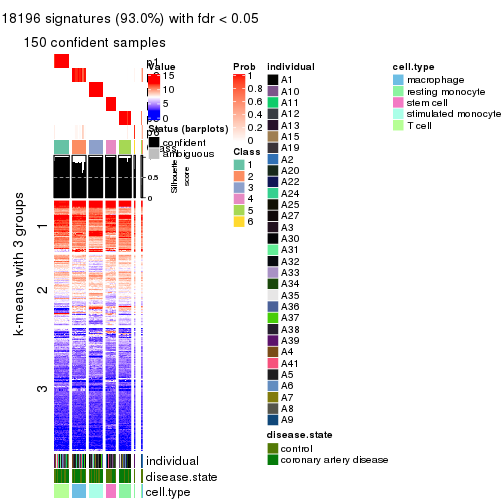 18196 signatures (93.0%) with fdr < 0.05
150 confident samples
k-means with 3 groups
1
2
3
Value
15
10
5
0
Status (barplots)
confident
ambiguous
1
0.5
0
Silhouette
score
Prob
1
0.8
0.6
0.4
0.2
0
Class
1
2
3
4
5
6
individual
A1
A10
A11
A12
A13
A15
A19
A2
A20
A22
A24
A25
A27
A3
A30
A31
A32
A33
A34
A35
A36
A37
A38
A39
A4
A41
A5
A6
A7
A8
A9
disease.state
control
coronary artery disease
cell.type
macrophage
resting monocyte
stem cell
stimulated monocyte
T cell
individual
disease.state
cell.type